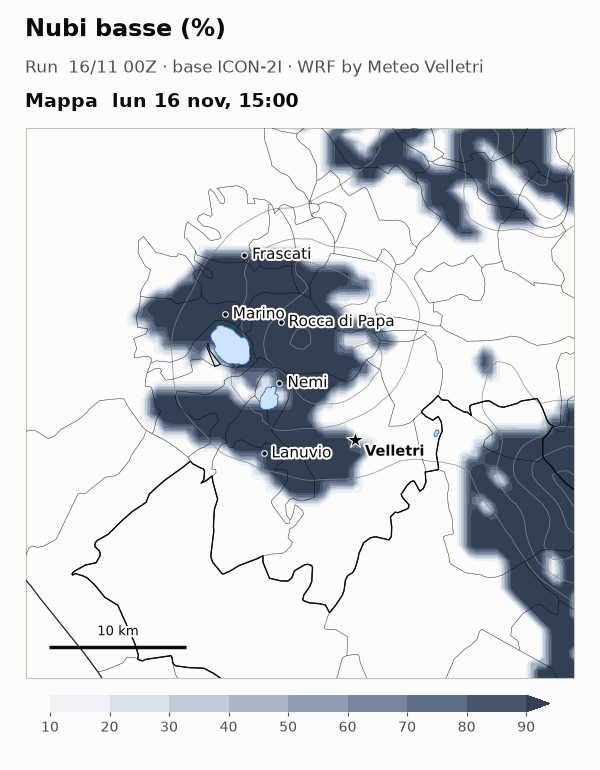 Nubi basse (%)
Run  16/11 00Z · base ICON-2I · WRF by Meteo Velletri
Mappa  lun 16 nov, 15:00
Frascati
Marino
Rocca di Papa
Nemi
Velletri
Lanuvio
10 km
10 20 30 40 50 60 70 80 90